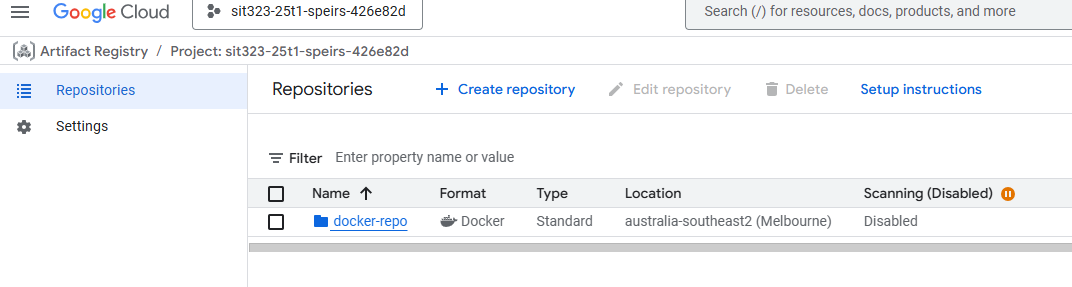 Google Cloud sit323-25t1-speirs-426e82d Search (/) for resources, docs, products, and more
Artifact Registry / Project: sit323-25t1-speirs-426e82d
Repositories Repositories Create repository Edit repository Delete Setup instructions
Settings
Filter Enter property name or value
Name Format Type Location Scanning (Disabled)
docker-repo Docker Standard australia-southeast2 (Melbourne) Disabled